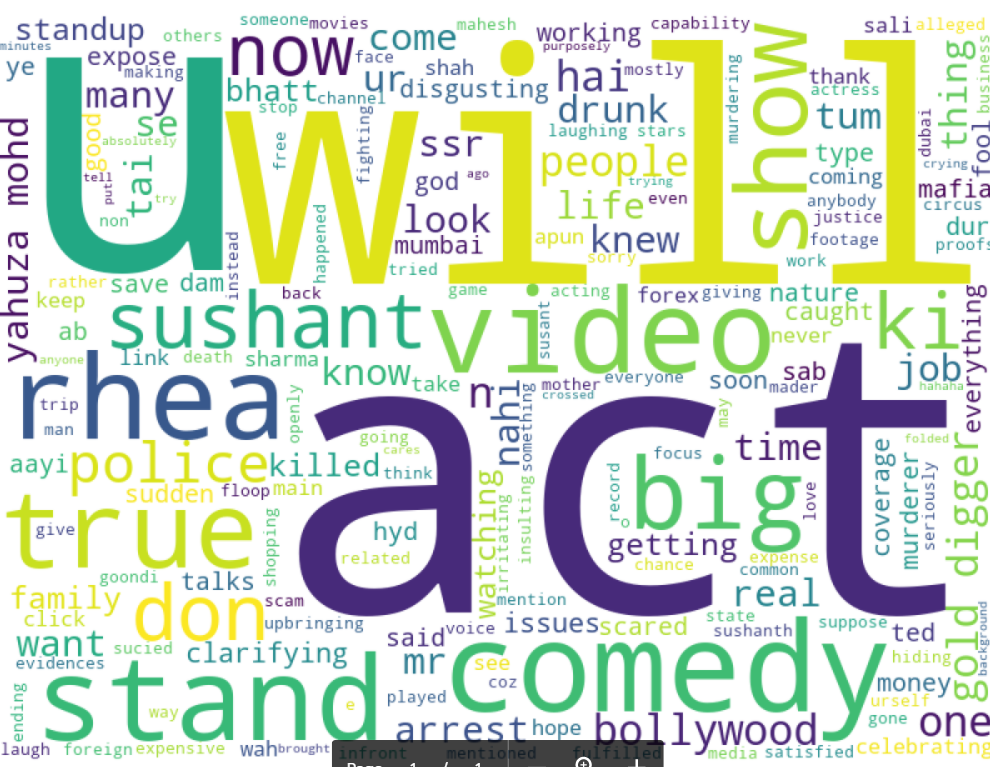 standup
others
someone
movies
mahesh
working
capability
sali
alleged
minutes
expose
now
come
purposely
ye
making
face
shah
hai
mostly
thank
thing
business
u
many
bhatt
ur
disgusting
will
show
actress
channel
drunk
murdering
tum
good
se
stop
laughing stars
dubai
fool
absolutely
free
fighting
ssr
people
type
crying
yahuza mohd
tell
put
tai
try
god
ago
trying
coming
mafia
non
happened
look
life
even
anybody
circus
instead
mumbai
apun
knew
justice
dur
tried
sorry
footage
proofs
work
rather
save
dam
back
game
acting
forex
giving
nature
everything
keep
sushant
video
susant
caught
ki
ab
never
anyone
link
death
sharma
know
take
n
nahi
mother
everyone
soon
sab
job
rhea
crossed
mader
hahaha
trip
openly
something
may
man
going
time
folded
aayi
police
killed
cares
act
focus
coverage
digger
think
big
murderer
seriously
sudden
floop
main
watching
record
love
true
irritating
insulting
o
give
shopping
hyd
getting
related
chance
expense
goondi
talks
common
family
don
scam
mention
real
click
upbringing
voice
issues
scared
state
suppose
gold
background
want
said
sushanth
ted
sucied
clarifying
comedy
hiding
evidences
mr
see
stand
coz
money
ending
played
urself
way
e
gone
one
arrest
hope
bollywood
laugh
foreign
expensive
wah
brought
infront
mentioned
fulfilled
media
satisfied
celebrating
Page 1 / 1